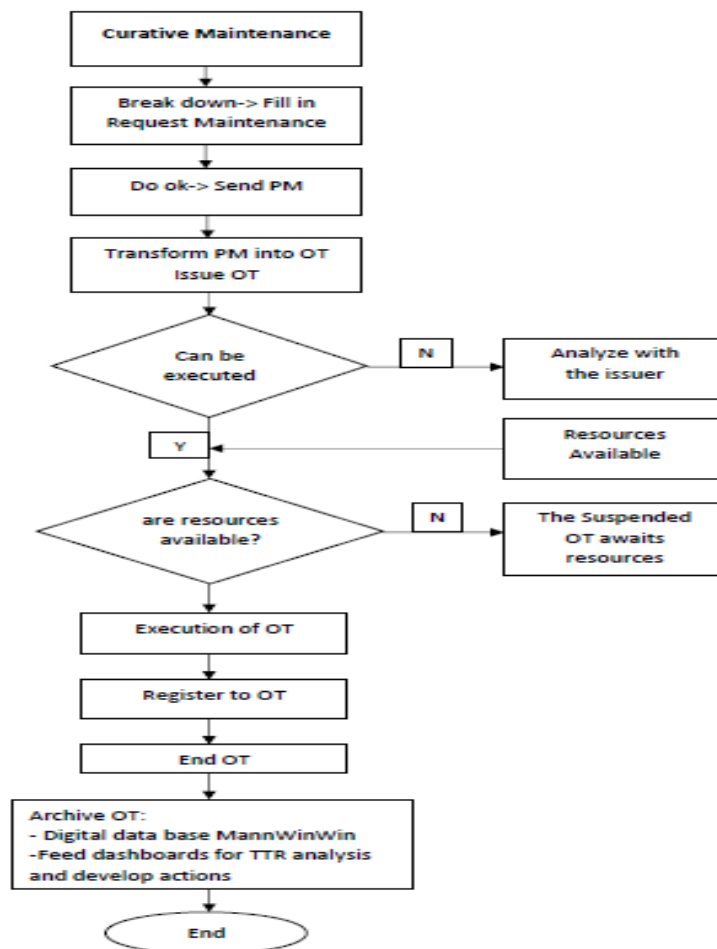 Curative Maintenance
Break down-> Fill in
Request Maintenance
Do ok-> Send PM
Transform PM into OT
Issue OT
Can be
executed
N
Analyze with
the issuer
Y
Resources
Available
are resources
available?
N
The Suspended
OT awaits
resources
Execution of OT
Register to OT
End OT
Archive OT:
- Digital data base MannWinWin
-Feed dashboards for TTR analysis
and develop actions
End